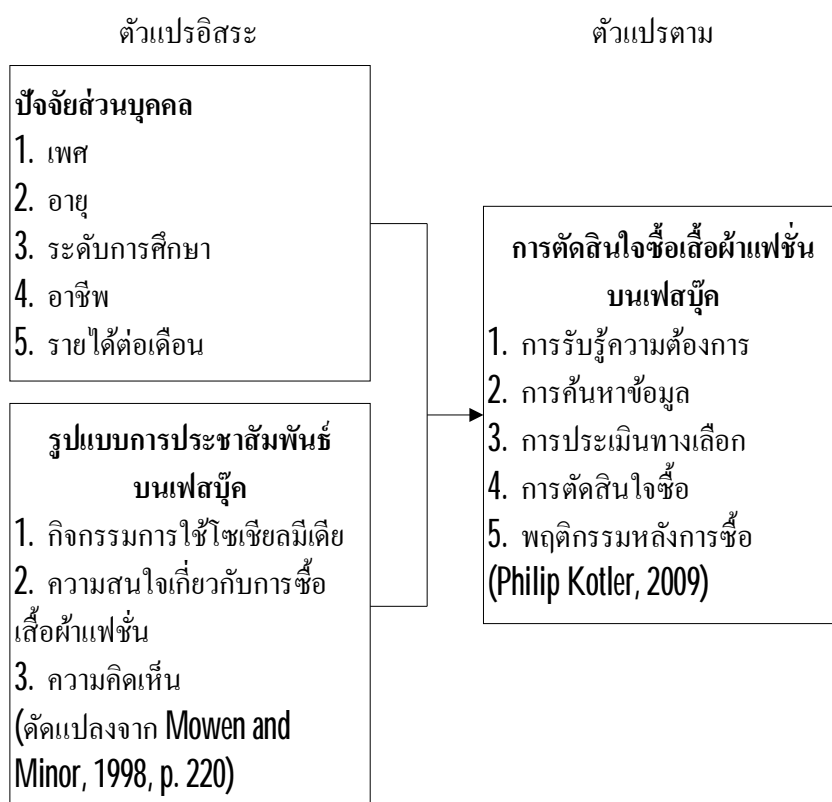 ตัวแปรอิสระ
ตัวแปรตาม
ปัจจัยส่วนบุคคล
1. เพศ
2. อายุ
3. ระดับการศึกษา
4. อาชีพ
5. รายได้ต่อเดือน
รูปแบบการประชาสัมพันธ์
บนเฟสบุ๊ค
1. กิจกรรมการใช้โซเชียลมีเดีย
2. ความสนใจเกี่ยวกับการซื้อ
เสื้อผ้าแฟชั่น
3. ความคิดเห็น
(ดัดแปลงจาก Mowen and
Minor, 1998, p. 220)
การตัดสินใจซื้อเสื้อผ้าแฟชั่น
บนเฟสบุ๊ค
1. การรับรู้ความต้องการ
2. การค้นหาข้อมูล
3. การประเมินทางเลือก
4. การตัดสินใจซื้อ
5. พฤติกรรมหลังการซื้อ
(Philip Kotler, 2009)